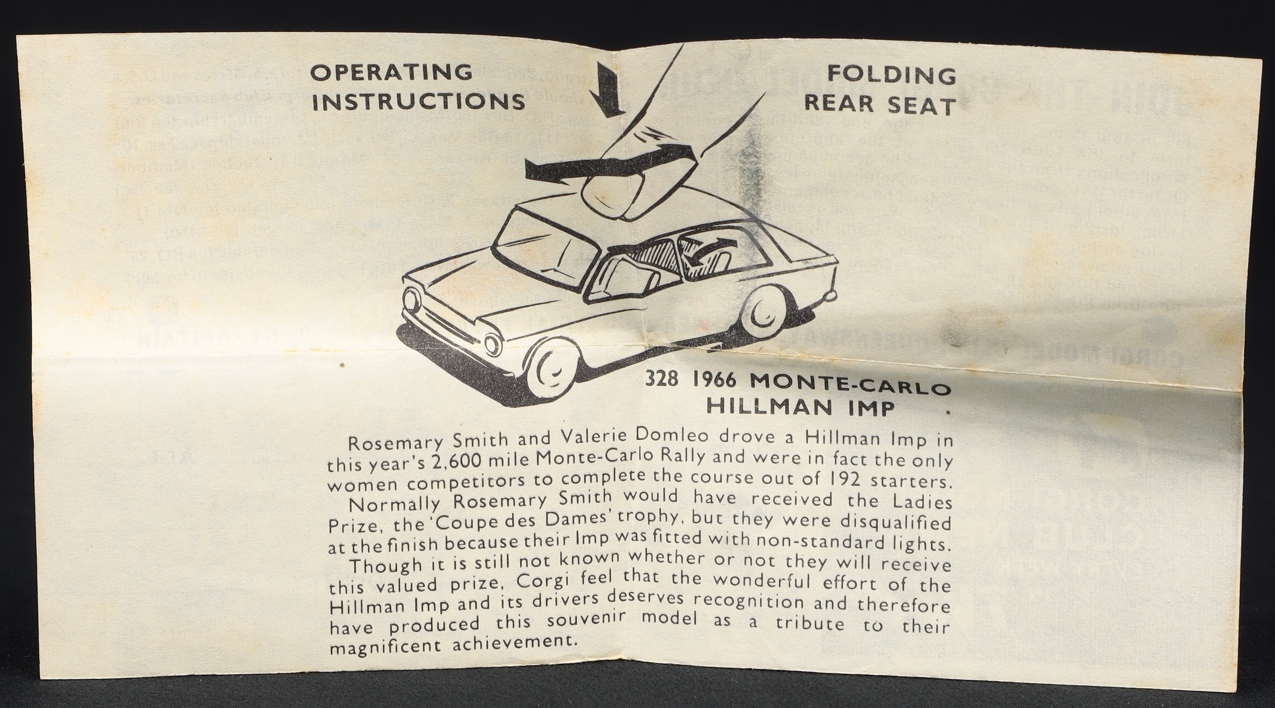 OPERATING
INSTRUCTIONS
FOLDING
REAR SEAT
328 1966 MONTE-CARLO
HILLMAN IMP
Rosemary Smith and Valerie Domleo drove a Hillman Imp in
this year's 2,600 mile Monte-Carlo Rally and were in fact the only
women competitors to complete the course out of 192 starters.
Normally Rosemary Smith would have received the Ladies
Prize, the 'Coupe des Dames' trophy, but they were disqualified
at the finish because their Imp was fitted with non-standard lights.
Though it is still not known whether or not they will receive
this valued prize, Corgi feel that the wonderful effort of the
Hillman Imp and its drivers deserves recognition and therefore
have produced this souvenir model as a tribute to their
magnificent achievement.